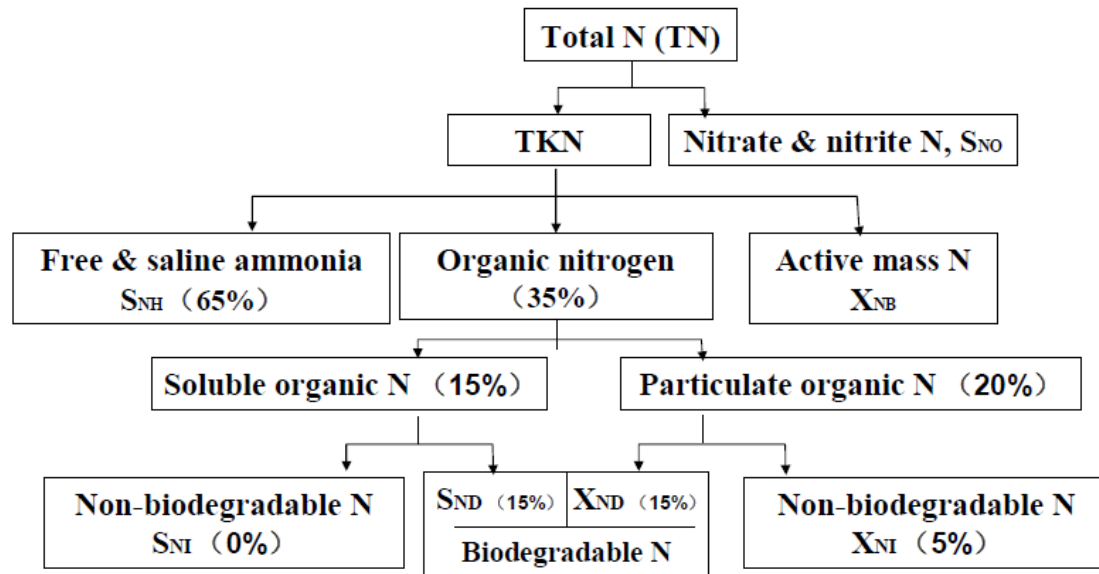 Total N (TN)
TKN
Nitrate & nitrite N, SNO
Free & saline ammonia
SNH（65%）
Organic nitrogen
（35%）
Active mass N
XNB
Soluble organic N （15%）
Particulate organic N （20%）
Non-biodegradable N
SNI （0%）
SND（15%）
XND（15%）
Biodegradable N
Non-biodegradable N
XNI（5%）